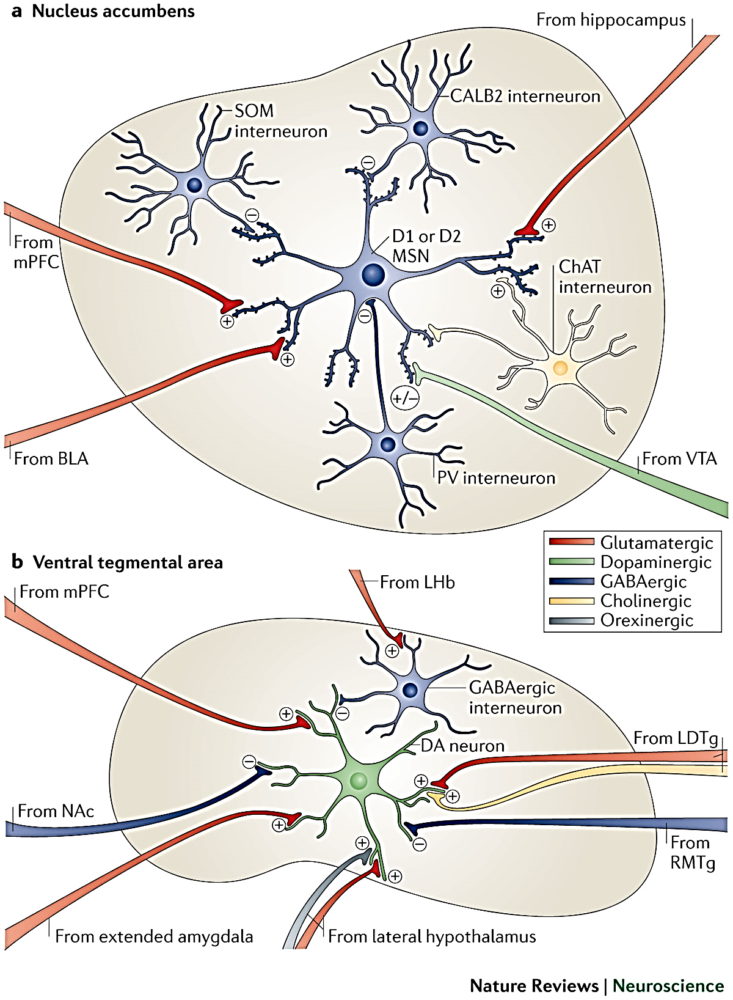 a Nucleus accumbens
From hippocampus
CALB2 interneuron
SOM
interneuron
−
−
From
mPFC
D1 or D2
MSN
+
ChAT
interneuron
+
−
+
+
+/−
From BLA
From VTA
PV interneuron
Glutamatergic
Dopaminergic
GABAergic
Cholinergic
Orexinergic
b Ventral tegmental area
From mPFC
From LHb
+
GABAergic
interneuron
+
−
From LDTg
DA neuron
−
+
+
From NAc
+
−
From
RMTg
+
+
From extended amygdala
From lateral hypothalamus
Nature Reviews | Neuroscience